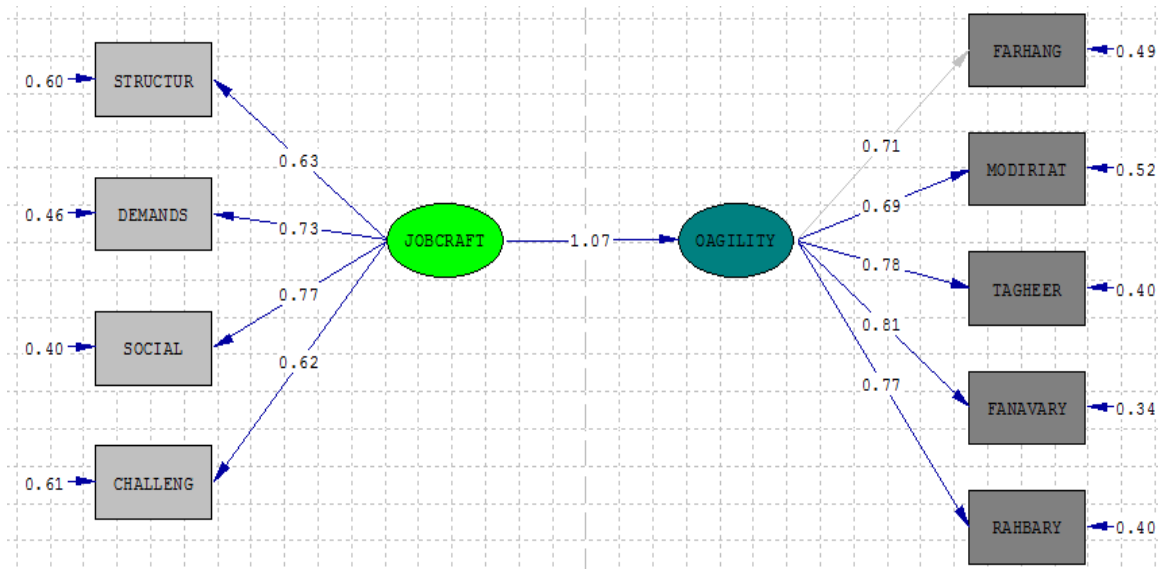 0.60
STRUCTUR
0.63
0.46
DEMANDS
0.73
0.40
SOCIAL
0.77
0.61
CHALLENG
0.62
JOBCRAFT
1.07
OAGILITY
0.71
FARHANG
0.49
0.69
MODIRIAT
0.52
0.78
TAGHEER
0.40
0.81
FANAVARY
0.34
0.77
RAHBARY
0.40